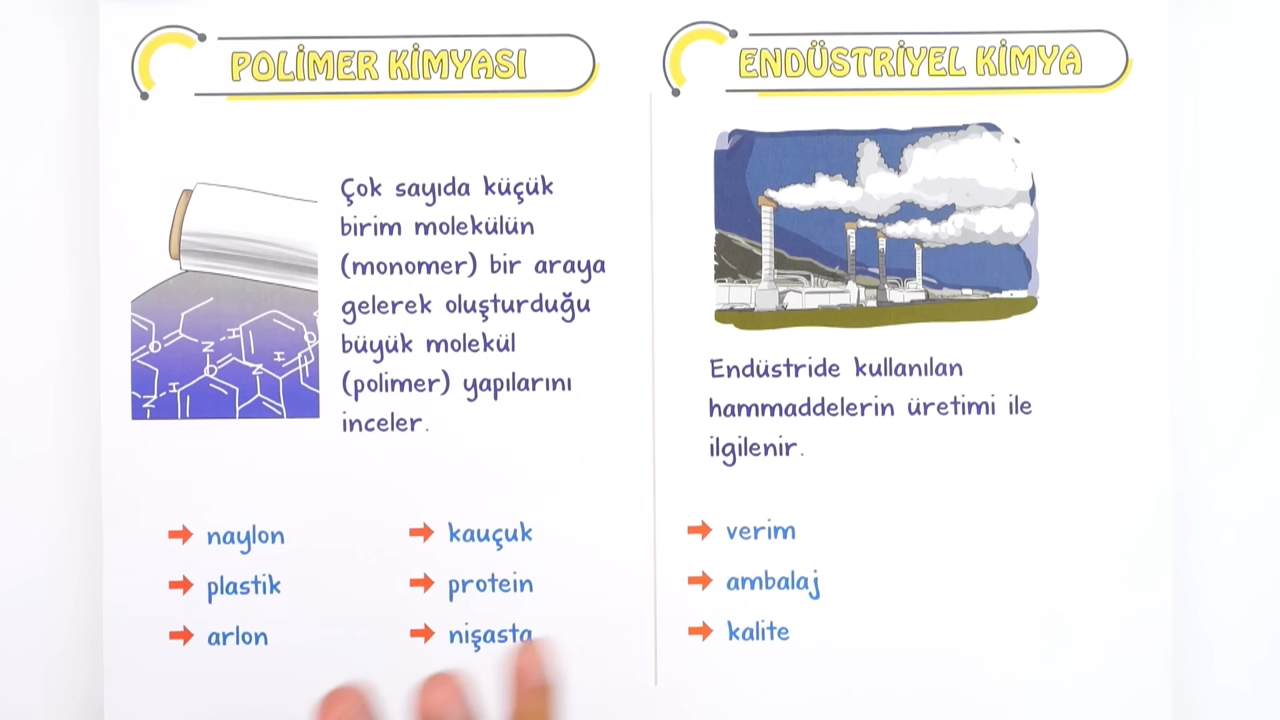 POLİMER KİMYASI
Çok sayıda küçük
birim molekülün
(monomer) bir araya
gelerek oluşturduğu
büyük molekül
(polimer) yapılarını
inceler.
naylon
plastik
arlon
kauçuk
protein
nişasta
ENDÜSTRİYEL KİMYA
Endüstride kullanılan
hammaddelerin üretimi ile
ilgilenir.
verim
ambalaj
kalite